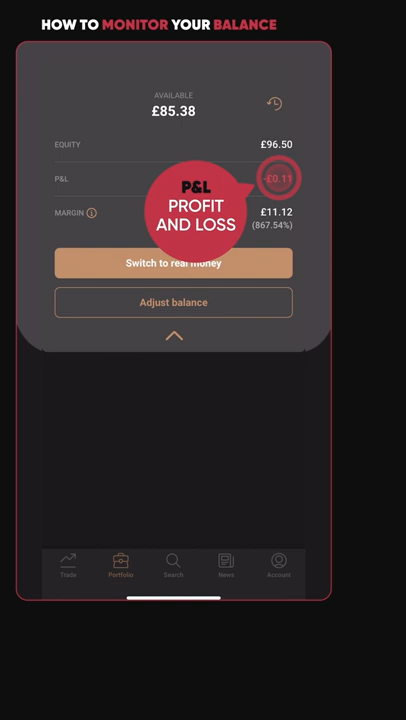 HOW TO MONITOR YOUR BALANCE
AVAILABLE
£85.38
EQUITY
£96.50
P&L
-£0.11
P&L
PROFIT
AND LOSS
MARGIN
£11.12
(867.54%)
Switch to real money
Adjust balance
Trade
Portfolio
Search
News
Account